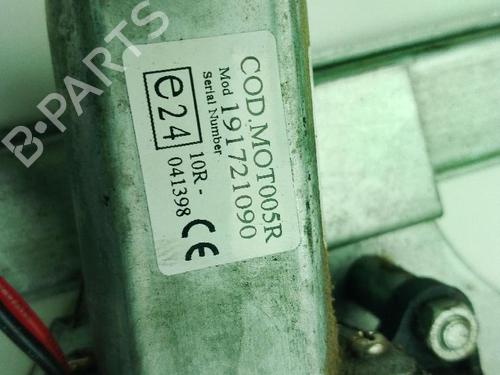 B-PARTS
COD.MOT005R
Mod 191721090
Serial Number
e24
10R -
041398
CE